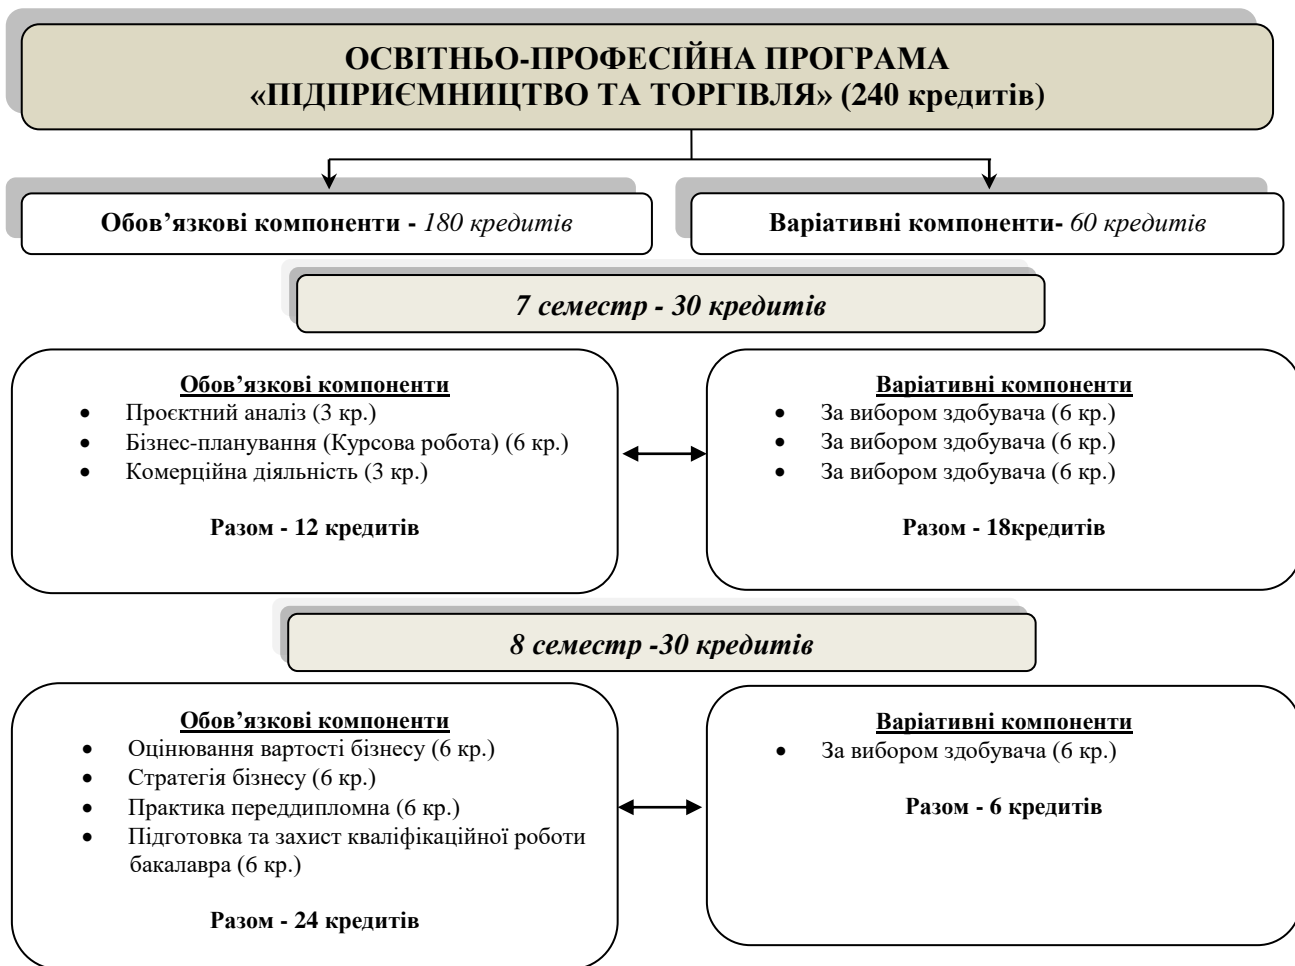 ОСВІТНЬО-ПРОФЕСІЙНА ПРОГРАМА
«ПІДПРИЄМНИЦТВО ТА ТОРГІВЛЯ» (240 кредитів)
Обов’язкові компоненти - 180 кредитів
Варіативні компоненти- 60 кредитів
7 семестр - 30 кредитів
Обов’язкові компоненти
• Проєктний аналіз (3 кр.)
• Бізнес-планування (Курсова робота) (6 кр.)
• Комерційна діяльність (3 кр.)
Разом - 12 кредитів
Варіативні компоненти
• За вибором здобувача (6 кр.)
• За вибором здобувача (6 кр.)
• За вибором здобувача (6 кр.)
Разом - 18кредитів
8 семестр -30 кредитів
Обов’язкові компоненти
• Оцінювання вартості бізнесу (6 кр.)
• Стратегія бізнесу (6 кр.)
• Практика переддипломна (6 кр.)
• Підготовка та захист кваліфікаційної роботи
бакалавра (6 кр.)
Разом - 24 кредитів
Варіативні компоненти
• За вибором здобувача (6 кр.)
Разом - 6 кредитів